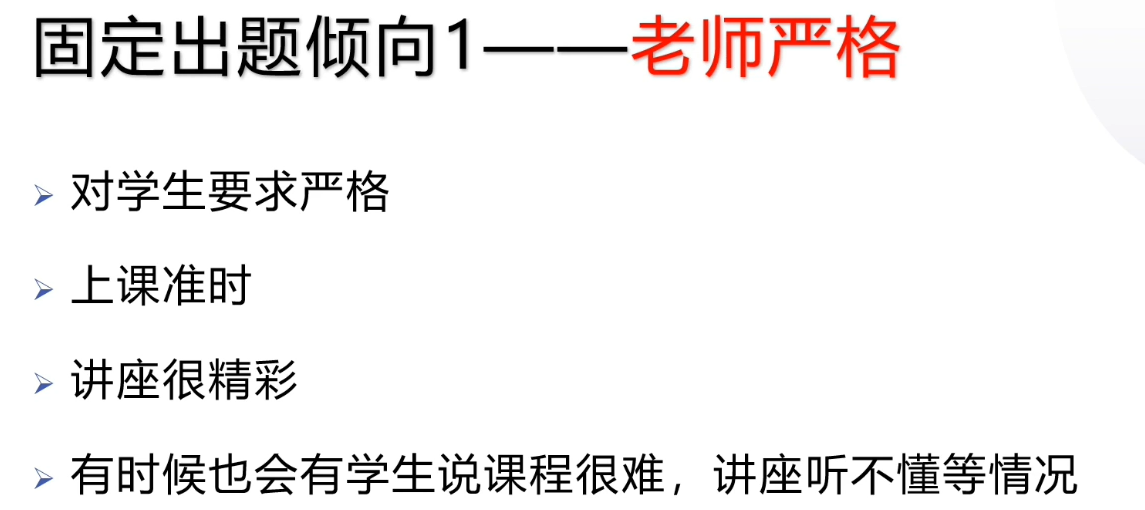 固定出题倾向1——老师严格
对学生要求严格
上课准时
讲座很精彩
有时候也会有学生说课程很难，讲座听不懂等情况